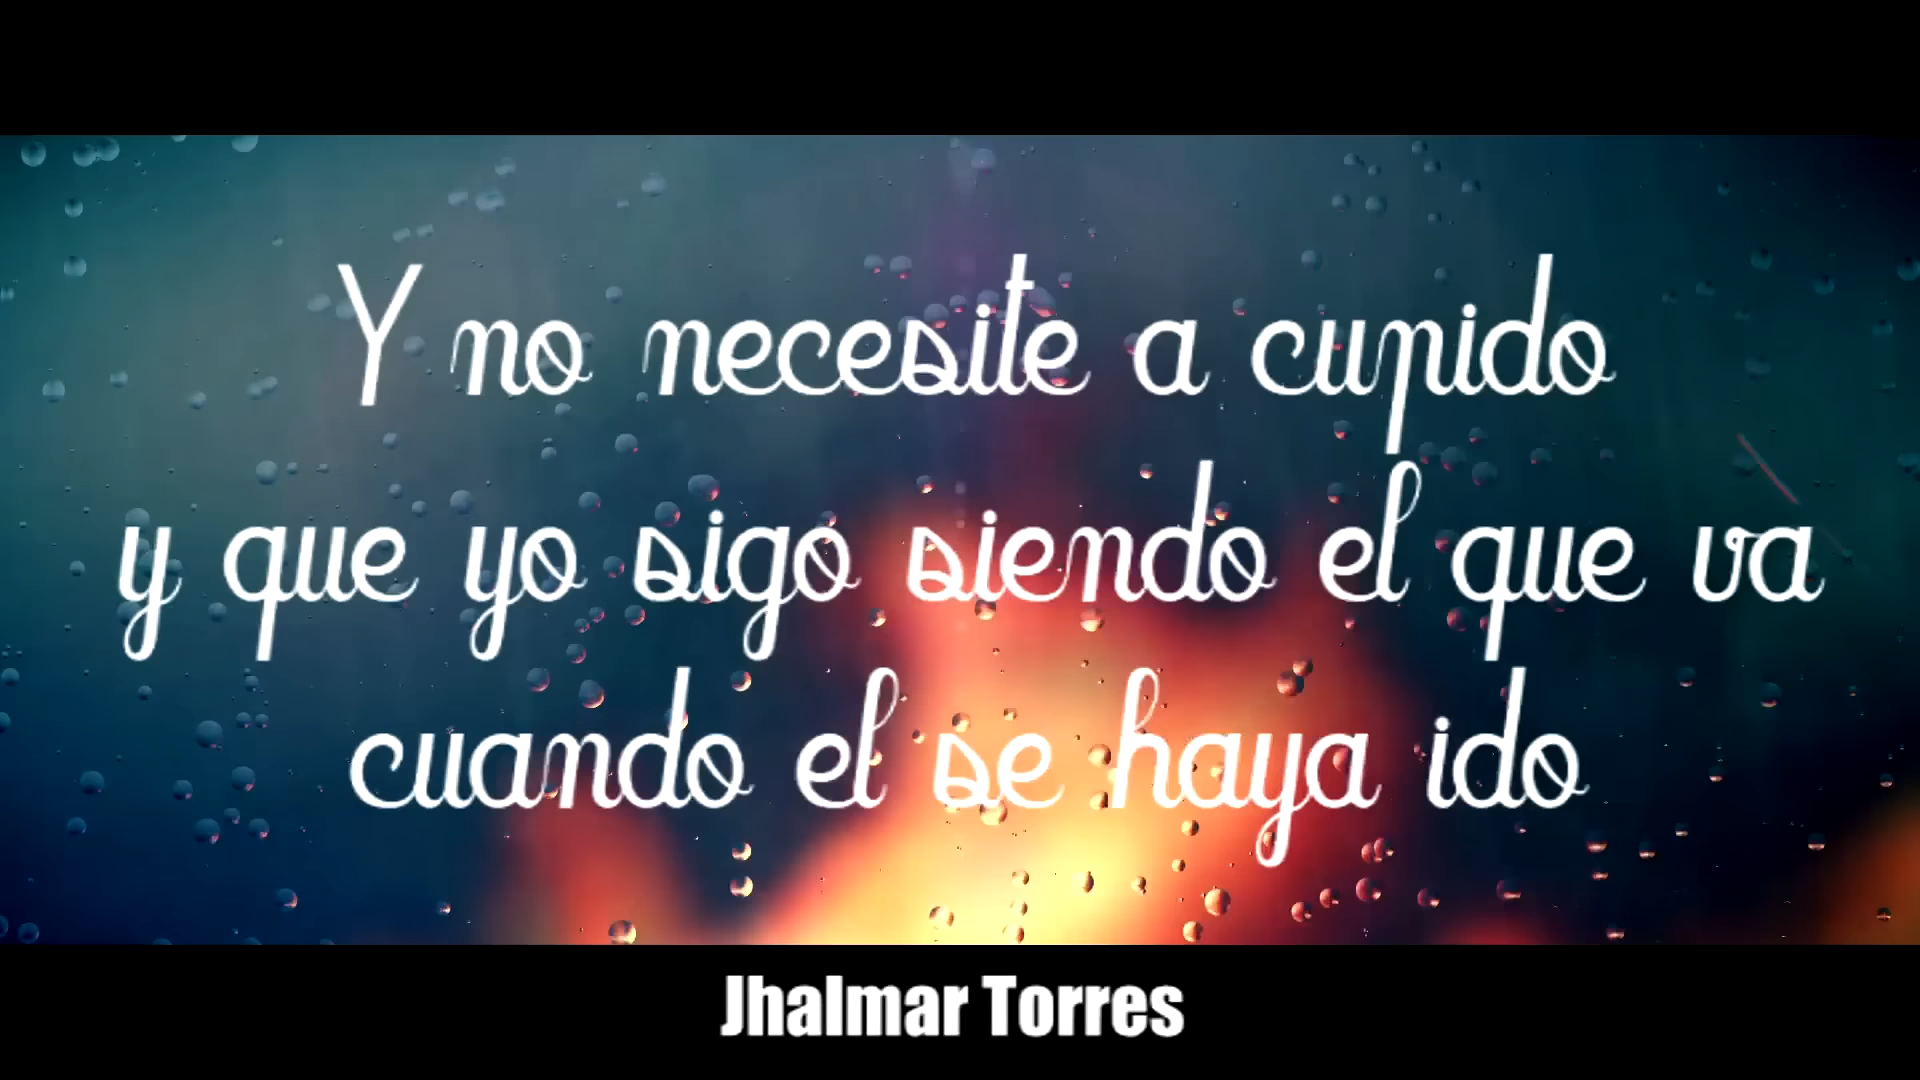 Y no necesite a cupido
y que yo sigo siendo el que va
cuando el se haya ido
Jhalmar Torres